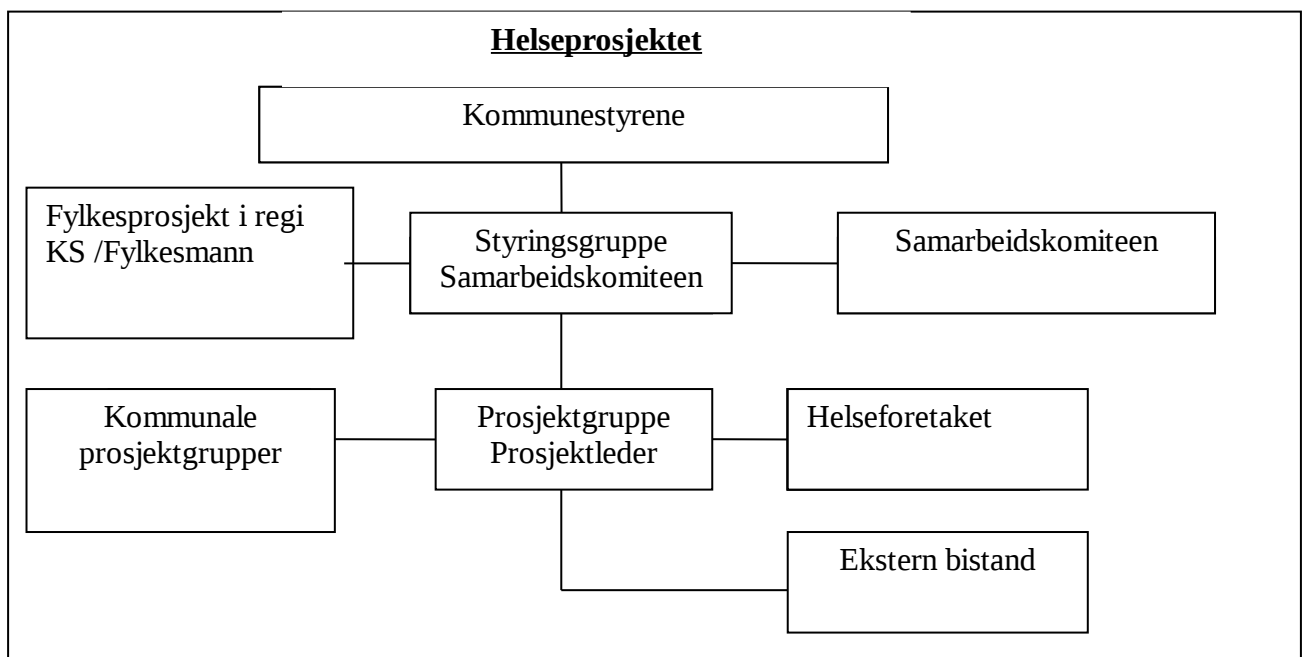 Helseprosjektet
Kommunestyrene
Fylkesprosjekt i regi
KS /Fylkesmann
Styringsgruppe
Samarbeidskomiteen
Samarbeidskomiteen
Kommunale
prosjektgrupper
Prosjektgruppe
Prosjektleder
Helseforetaket
Ekstern bistand